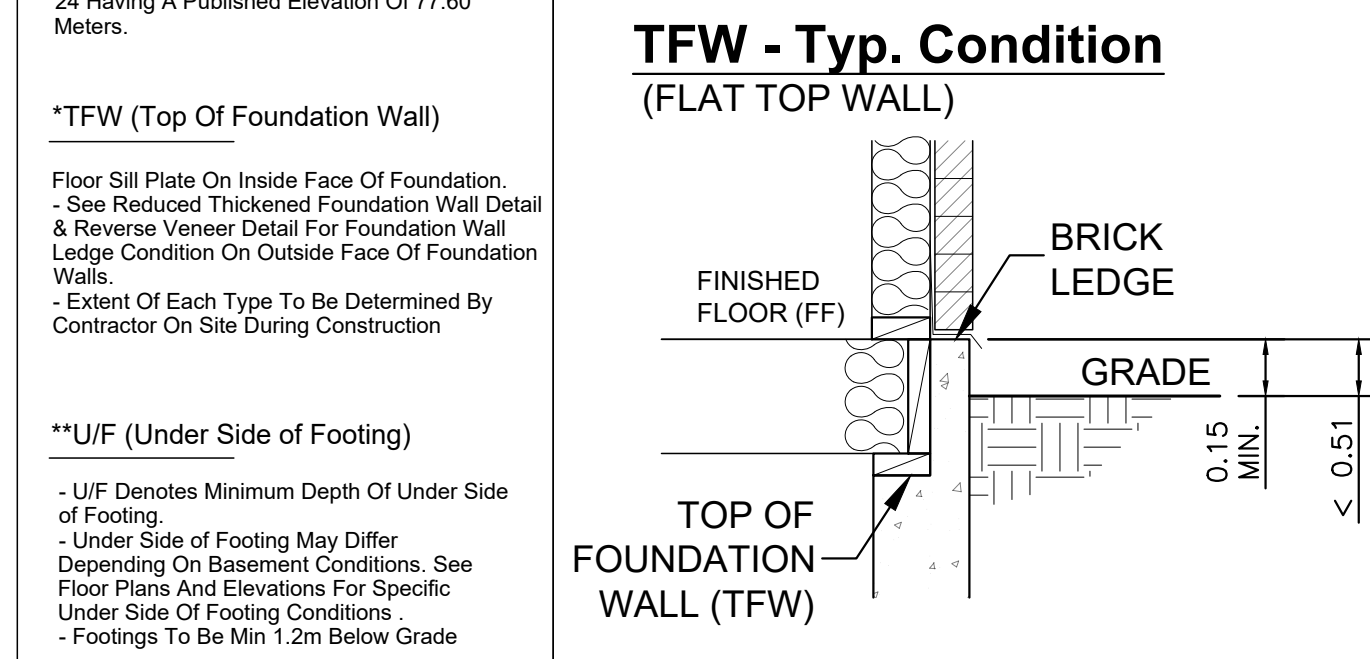 24 Having A Published Elevation Of 77.60
Meters.
*TFW (Top Of Foundation Wall)
Floor Sill Plate On Inside Face Of Foundation.
- See Reduced Thickened Foundation Wall Detail
& Reverse Veneer Detail For Foundation Wall
Ledge Condition On Outside Face Of Foundation
Walls.
- Extent Of Each Type To Be Determined By
Contractor On Site During Construction
**U/F (Under Side of Footing)
- U/F Denotes Minimum Depth Of Under Side
of Footing.
- Under Side of Footing May Differ
Depending On Basement Conditions. See
Floor Plans And Elevations For Specific
Under Side Of Footing Conditions .
- Footings To Be Min 1.2m Below Grade
TFW - Typ. Condition
(FLAT TOP WALL)
BRICK
LEDGE
FINISHED
FLOOR (FF)
GRADE
0.15
MIN.
< 0.51
TOP OF
FOUNDATION
WALL (TFW)